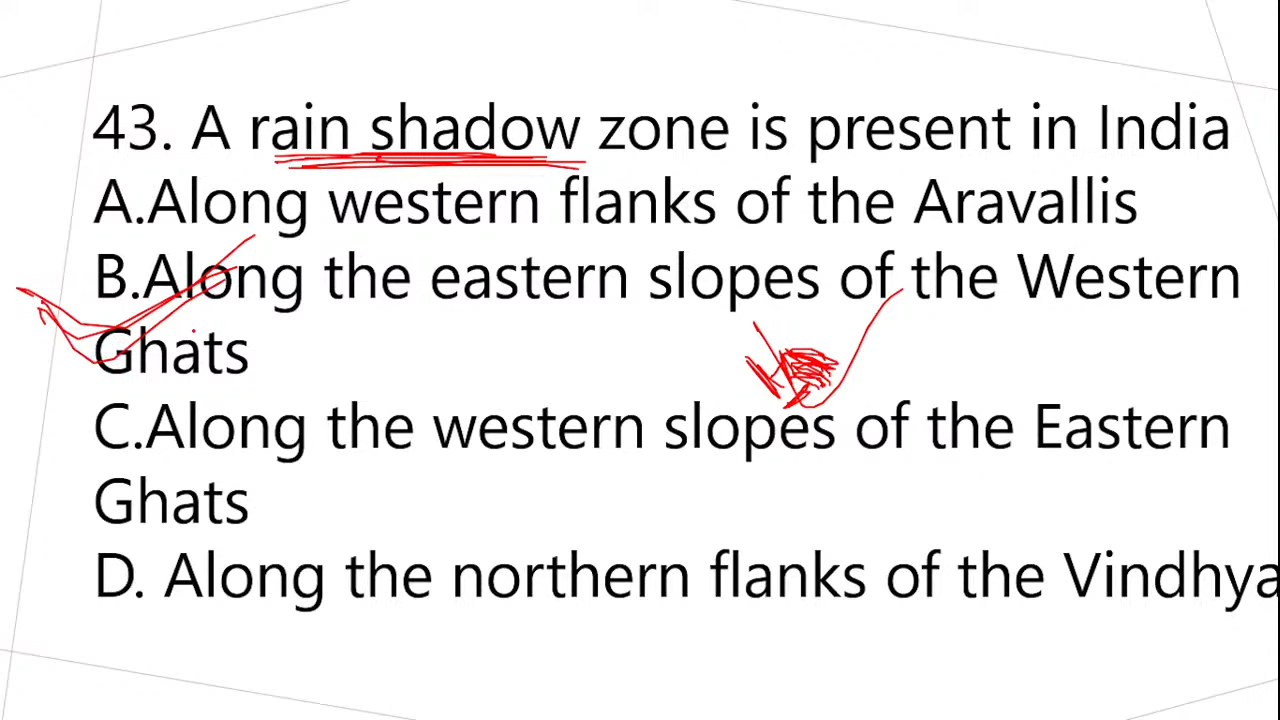 43. A rain shadow zone is present in India
A.Along western flanks of the Aravallis
B.Along the eastern slopes of the Western
Ghats
C.Along the western slopes of the Eastern
Ghats
D. Along the northern flanks of the Vindhya